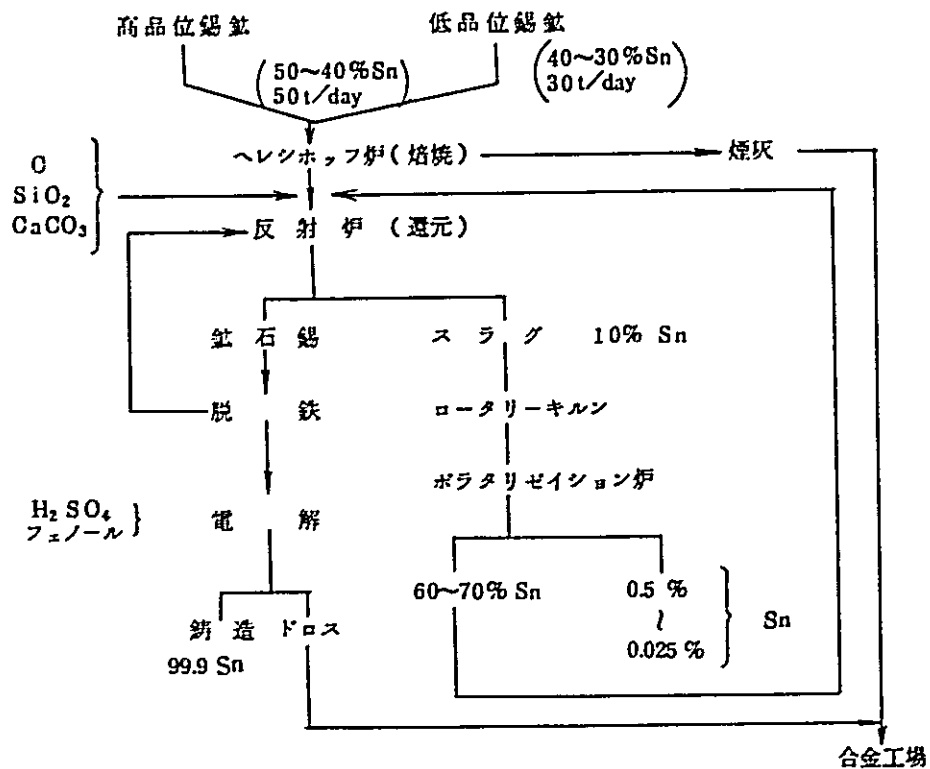 高品位錫鉱
低品位錫鉱
50~40%Sn
50t/day
40~30%Sn
30t/day
ヘレシホッフ炉(焙焼)
煙灰
C
SiO2
CaCO3
反射炉(還元)
鉱石錫
スラグ 10% Sn
脱鉄
ロータリーキルン
ボラタリゼイション炉
H2SO4
フェノール
電解
60~70% Sn
0.5 %
~
0.025 %
Sn
鋳造 ドロス
99.9 Sn
合金工場